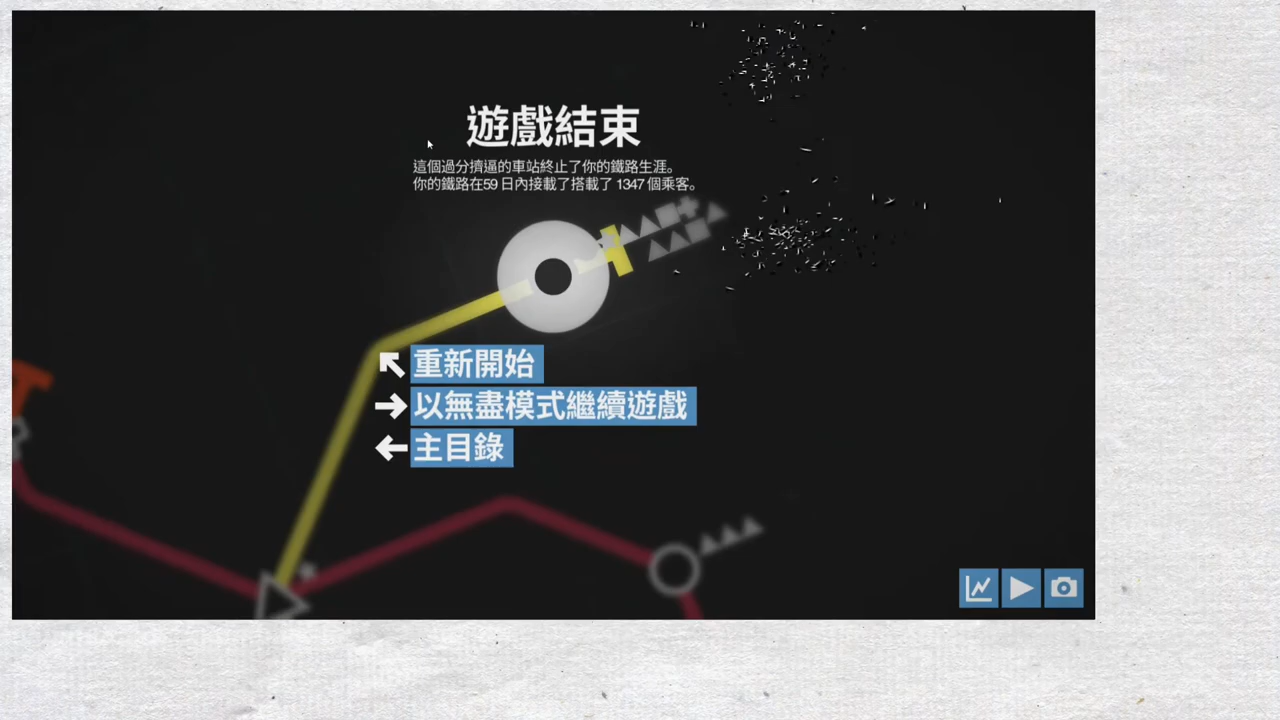 遊戲結束
這個過分擠逼的車站終止了你的鐵路生涯。
你的鐵路在59 日內接載了搭載了 1347 個乘客。
重新開始
以無盡模式繼續遊戲
主目錄